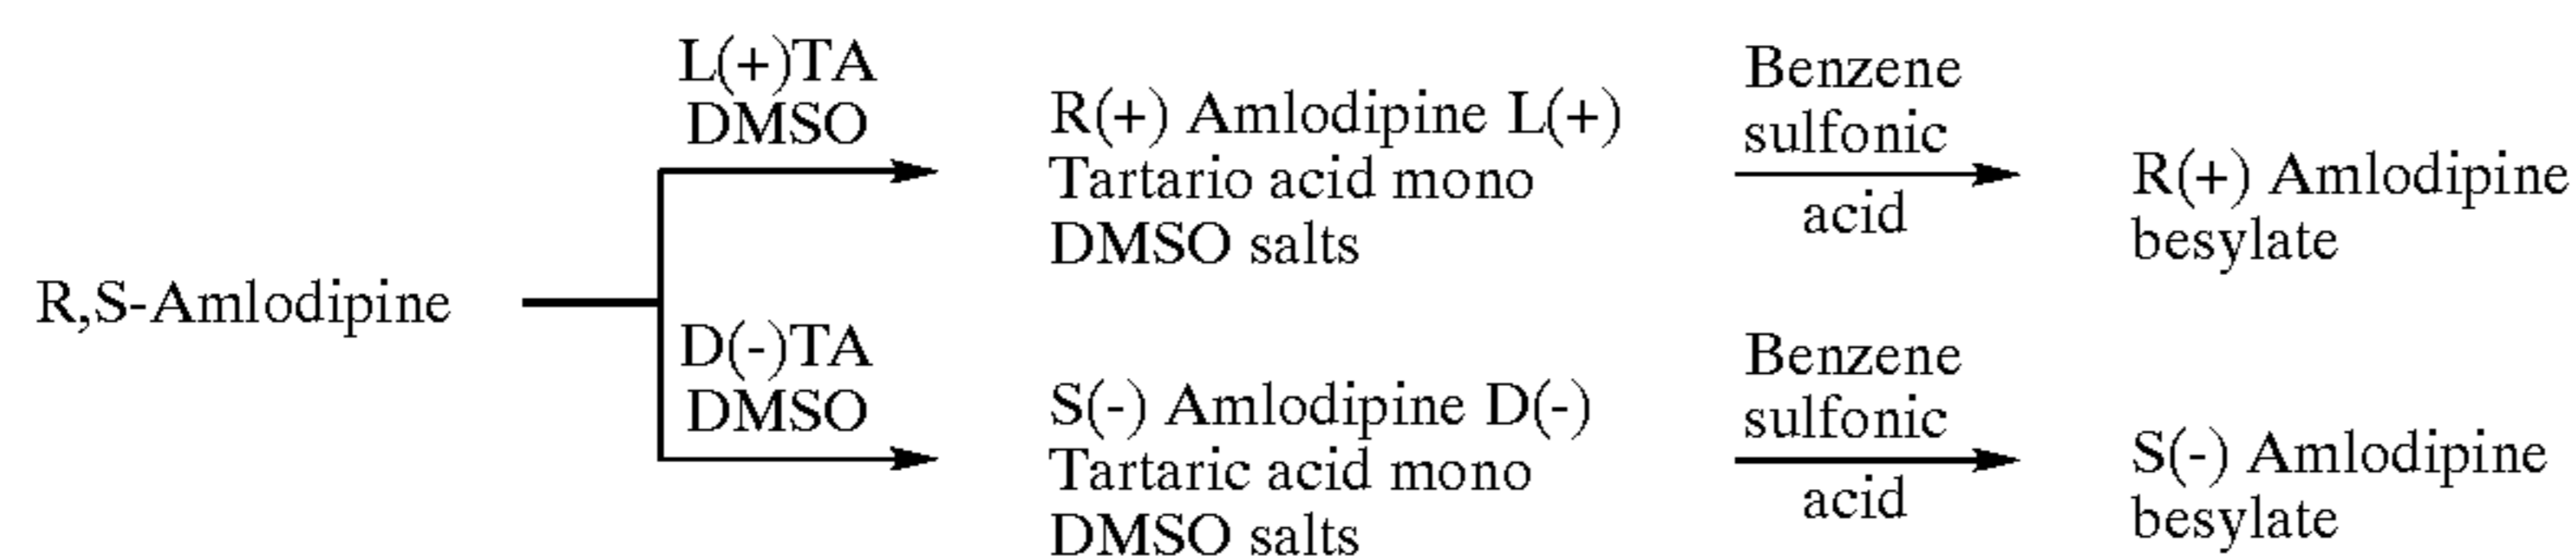 R,S-Amlodipine
L(+)TA
DMSO
R(+) Amlodipine L(+)
Tartario acid mono
DMSO salts
Benzene
sulfonic
acid
R(+) Amlodipine
besylate
D(-)TA
DMSO
S(-) Amlodipine D(-)
Tartaric acid mono
DMSO salts
Benzene
sulfonic
acid
S(-) Amlodipine
besylate